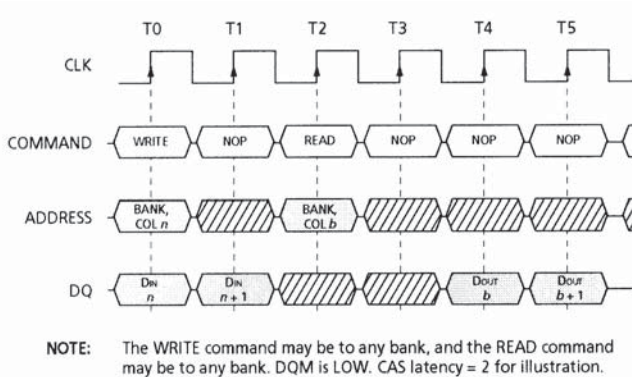 T0 T1 T2 T3 T4 T5
CLK
COMMAND WRITE NOP READ NOP NOP NOP
ADDRESS BANK, COL n BANK, COL b
DQ DIN n DIN n + 1 DOUT b DOUT b + 1
NOTE: The WRITE command may be to any bank, and the READ command
may be to any bank. DQM is LOW. CAS latency = 2 for illustration.